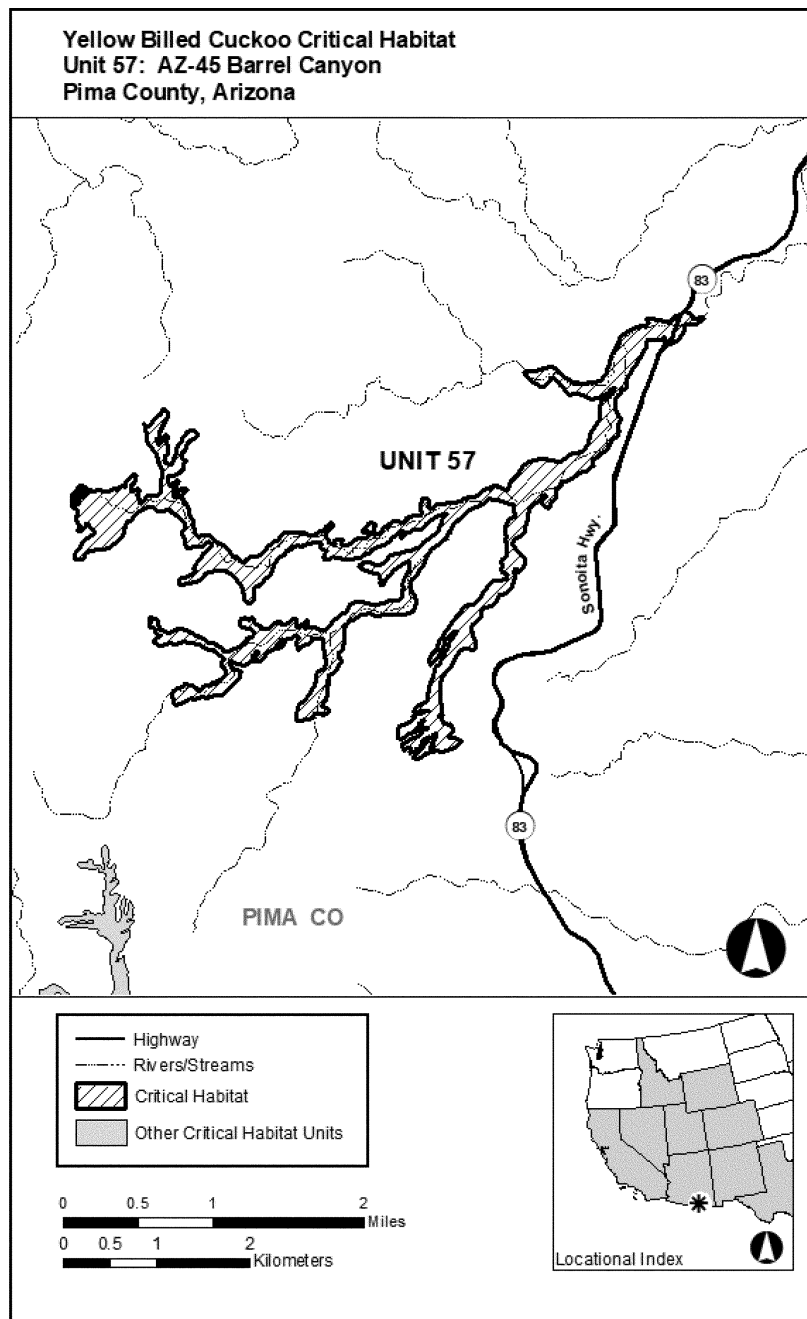 Yellow Billed Cuckoo Critical Habitat
Unit 57: AZ-45 Barrel Canyon
Pima County, Arizona
83
UNIT 57
Sonoita Hwy.
83
PIMA CO
Highway
Rivers/Streams
Critical Habitat
Other Critical Habitat Units
0 0.5 1 2
Miles
0 0.5 1 2
Kilometers
Locational Index